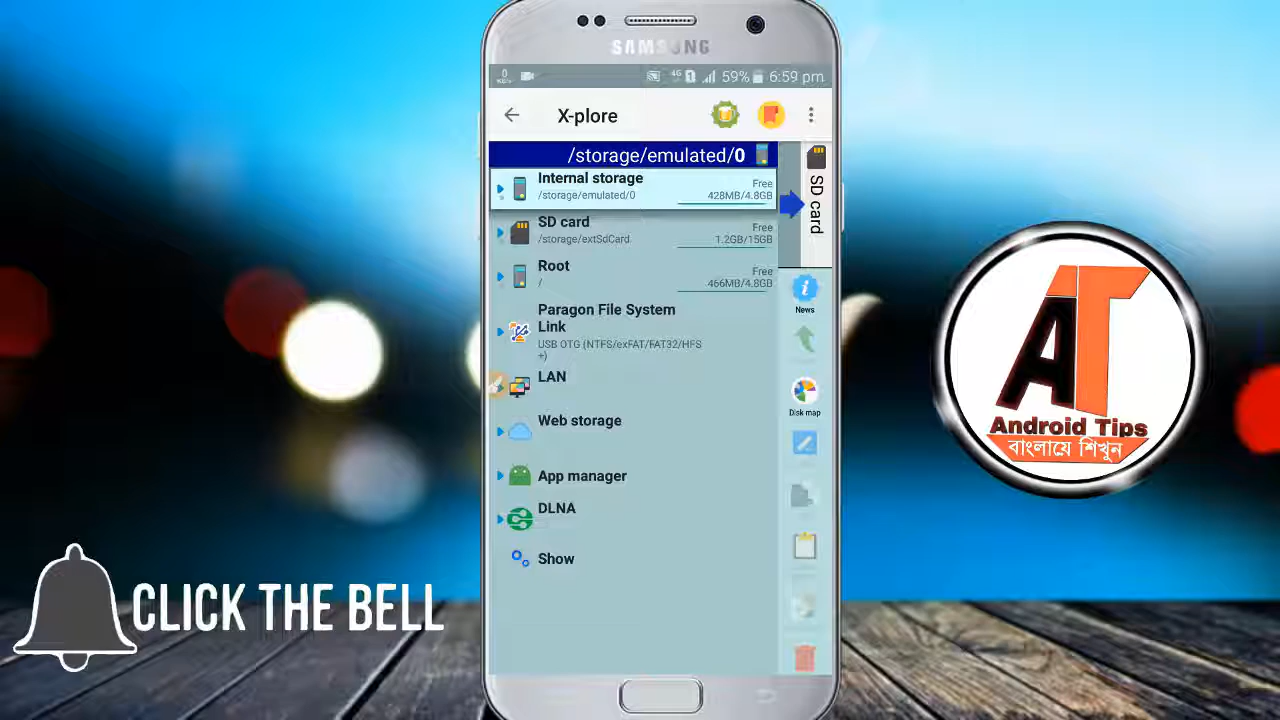 SAMSUNG
0
4G 1 59% 6:59 pm
X-plore
/storage/emulated/0
Internal storage
/storage/emulated/0
Free
428MB/4.8GB
SD card
/storage/extSdCard
Free
1.2GB/15GB
Root
/
Free
466MB/4.8GB
Paragon File System
Link
USB OTG (NTFS/exFAT/FAT32/HFS
+)
LAN
Web storage
App manager
DLNA
Show
SD card
News
Disk map
CLICK THE BELL
AT
Android Tips
বাংলায়ে শিখুন